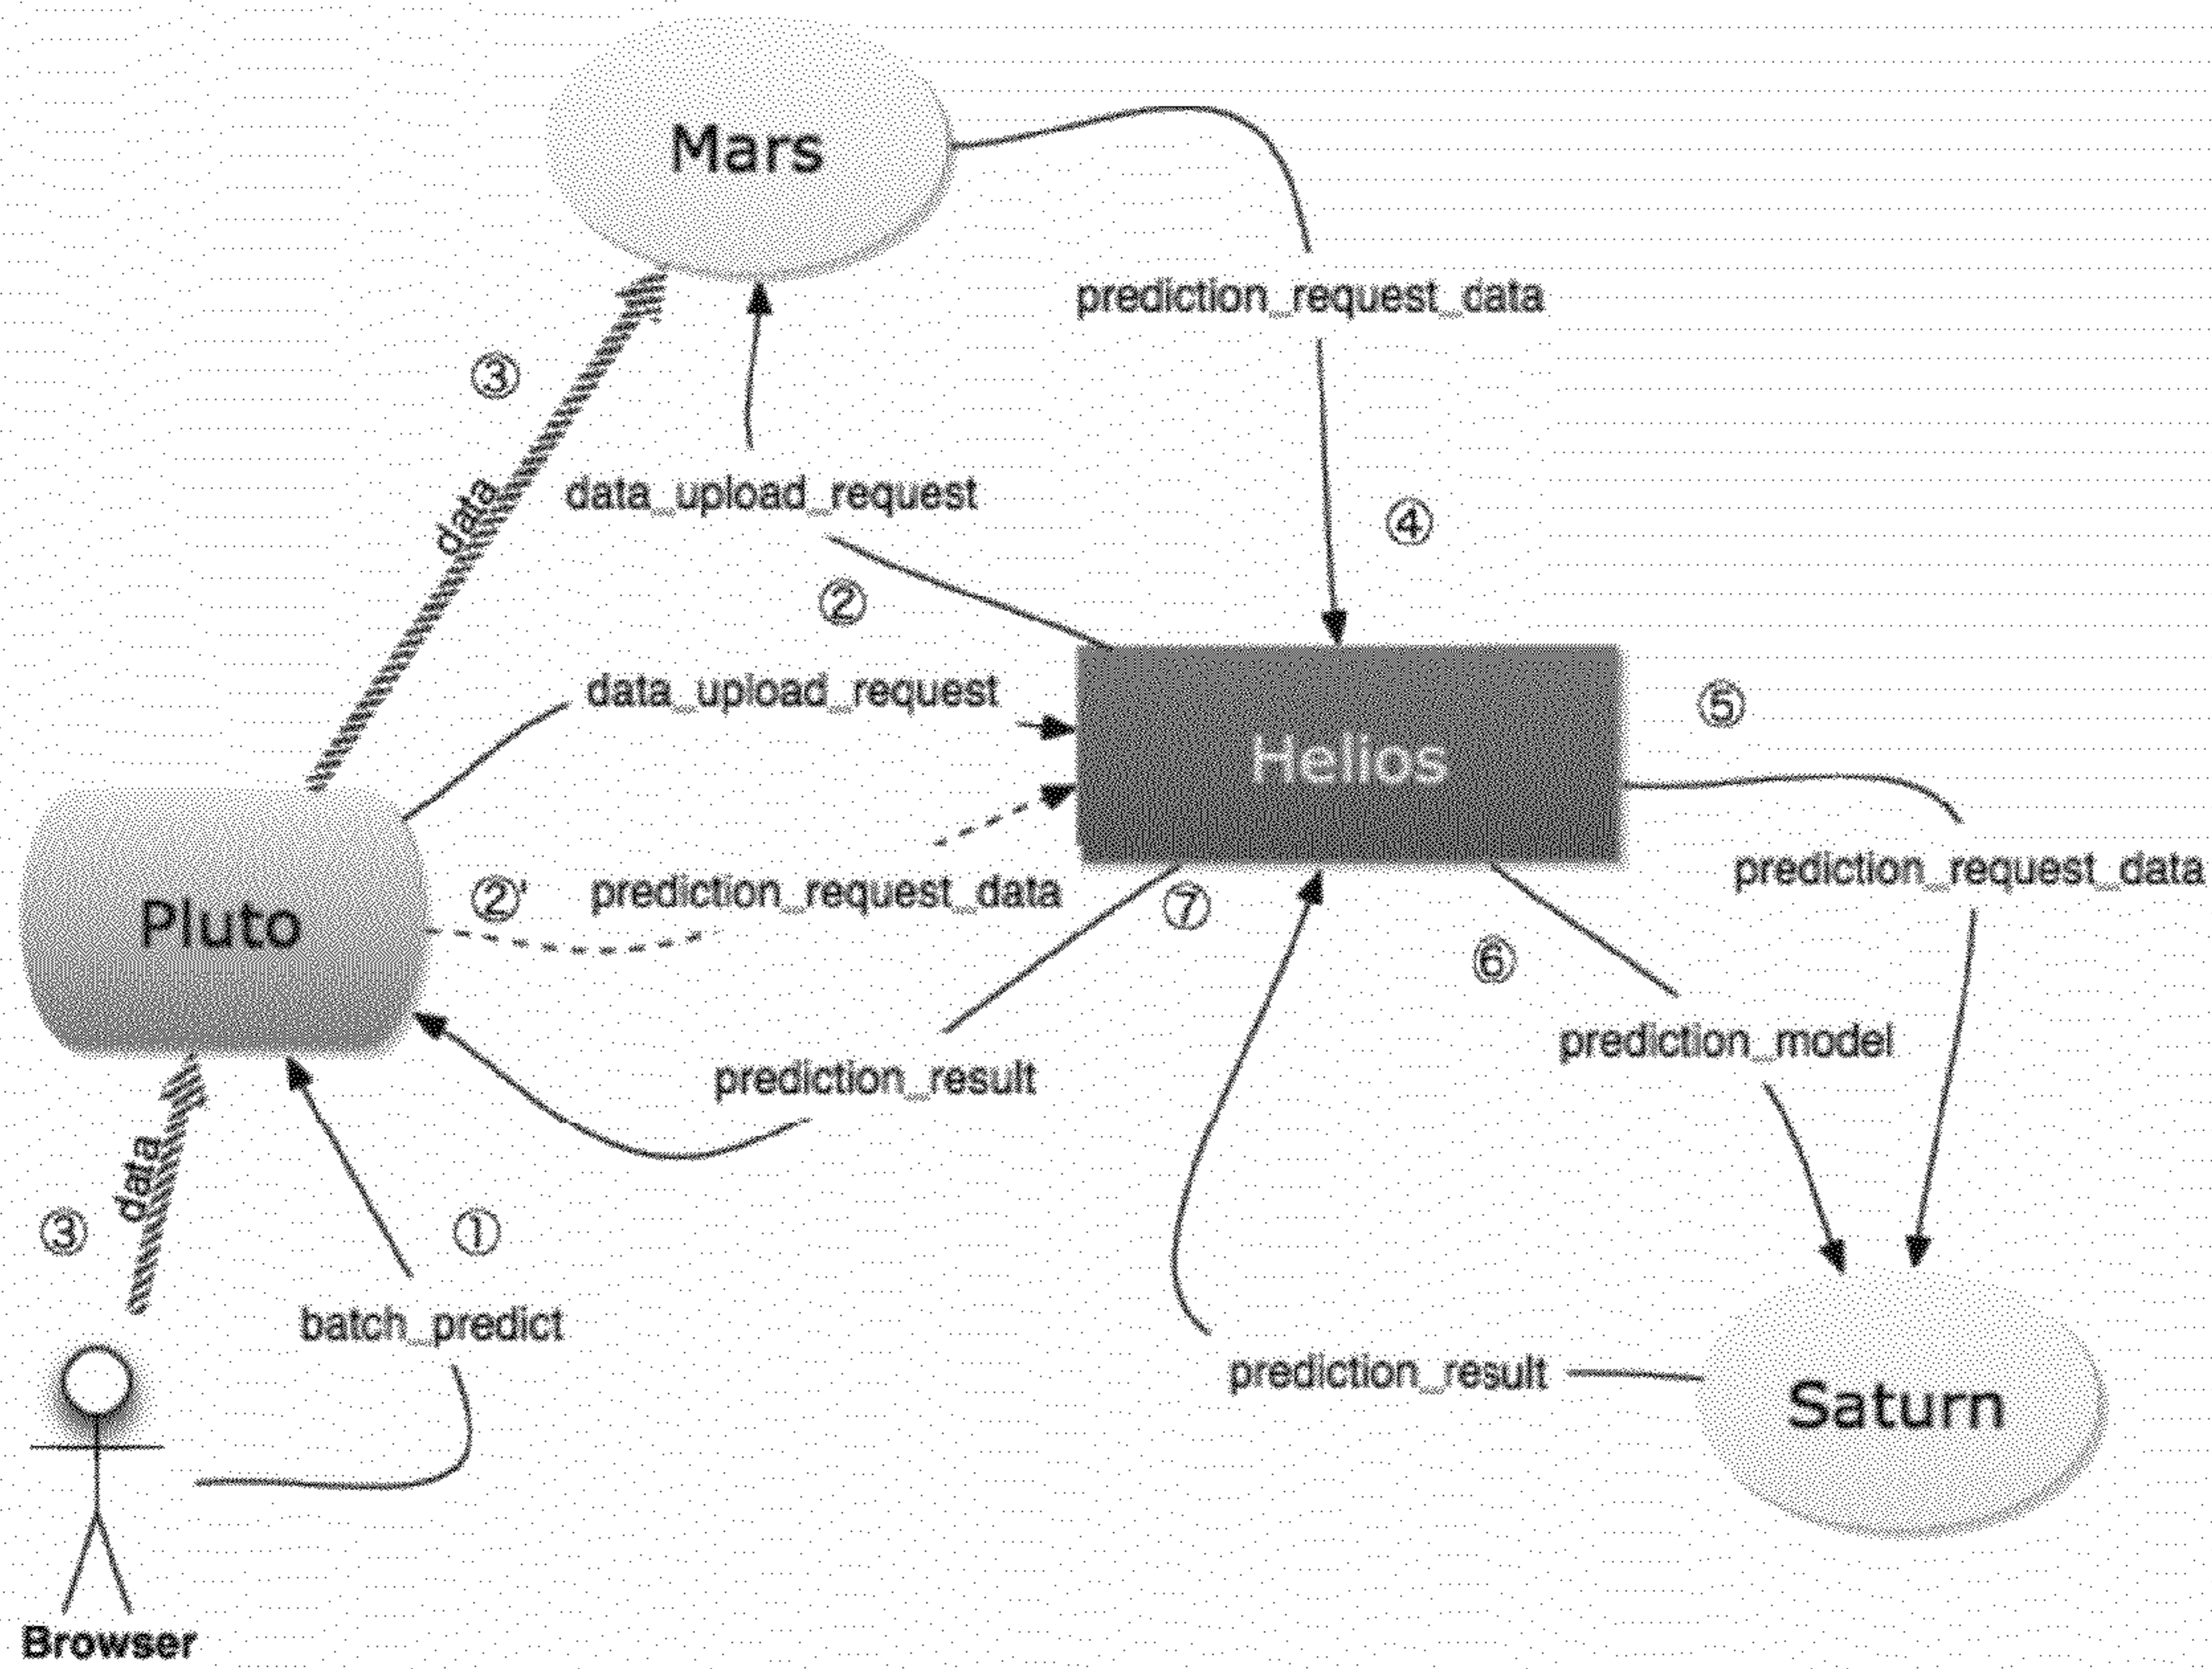 Mars
prediction_request_data
③
data
data_upload_request
④
②
data_upload_request
⑤
Helios
prediction_request_data
②'
prediction_request_data
⑦
Pluto
⑥
prediction_model
prediction_result
data
③
①
batch_predict
prediction_result
Saturn
Browser